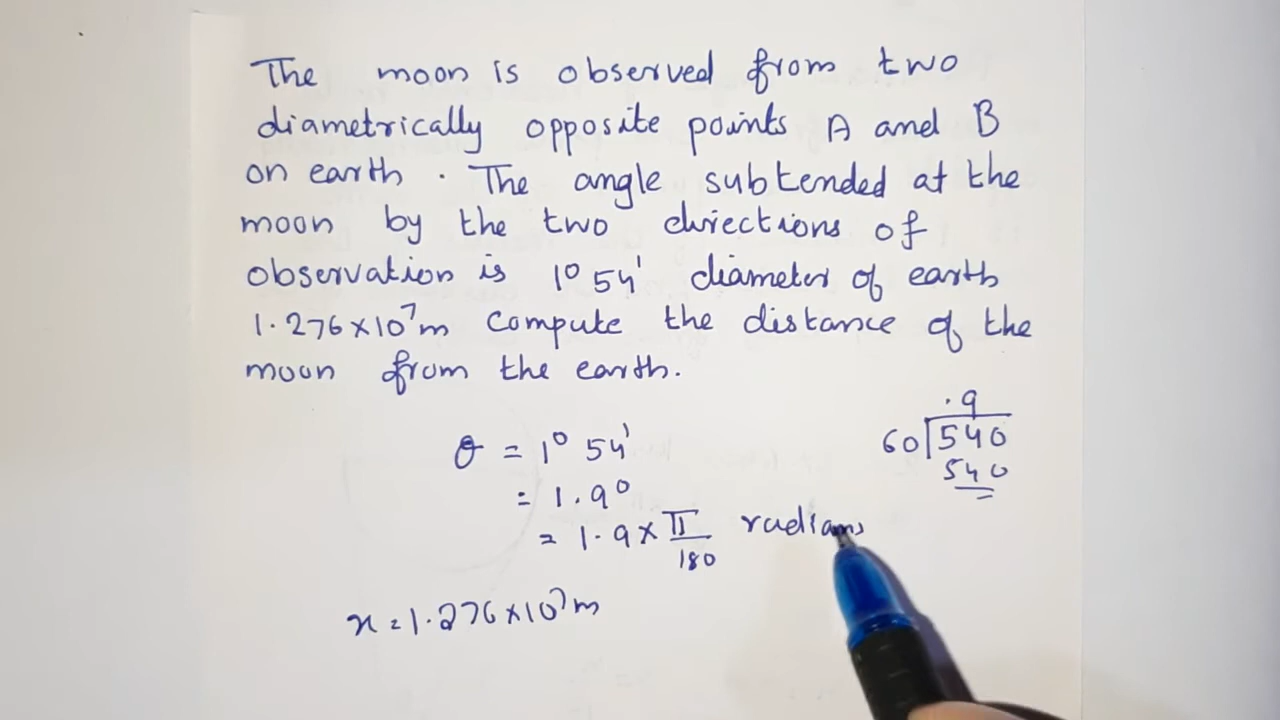 The moon is observed from two
diametrically opposite points A and B
on earth. The angle subtended at the
moon by the two directions of
observation is 1° 54' diameter of earth
1.276×10⁷m compute the distance of the
moon from the earth.
θ = 1° 54'
= 1.9°
= 1.9 × π/180 radians
x = 1.276×10⁷m
.9
60)540
540